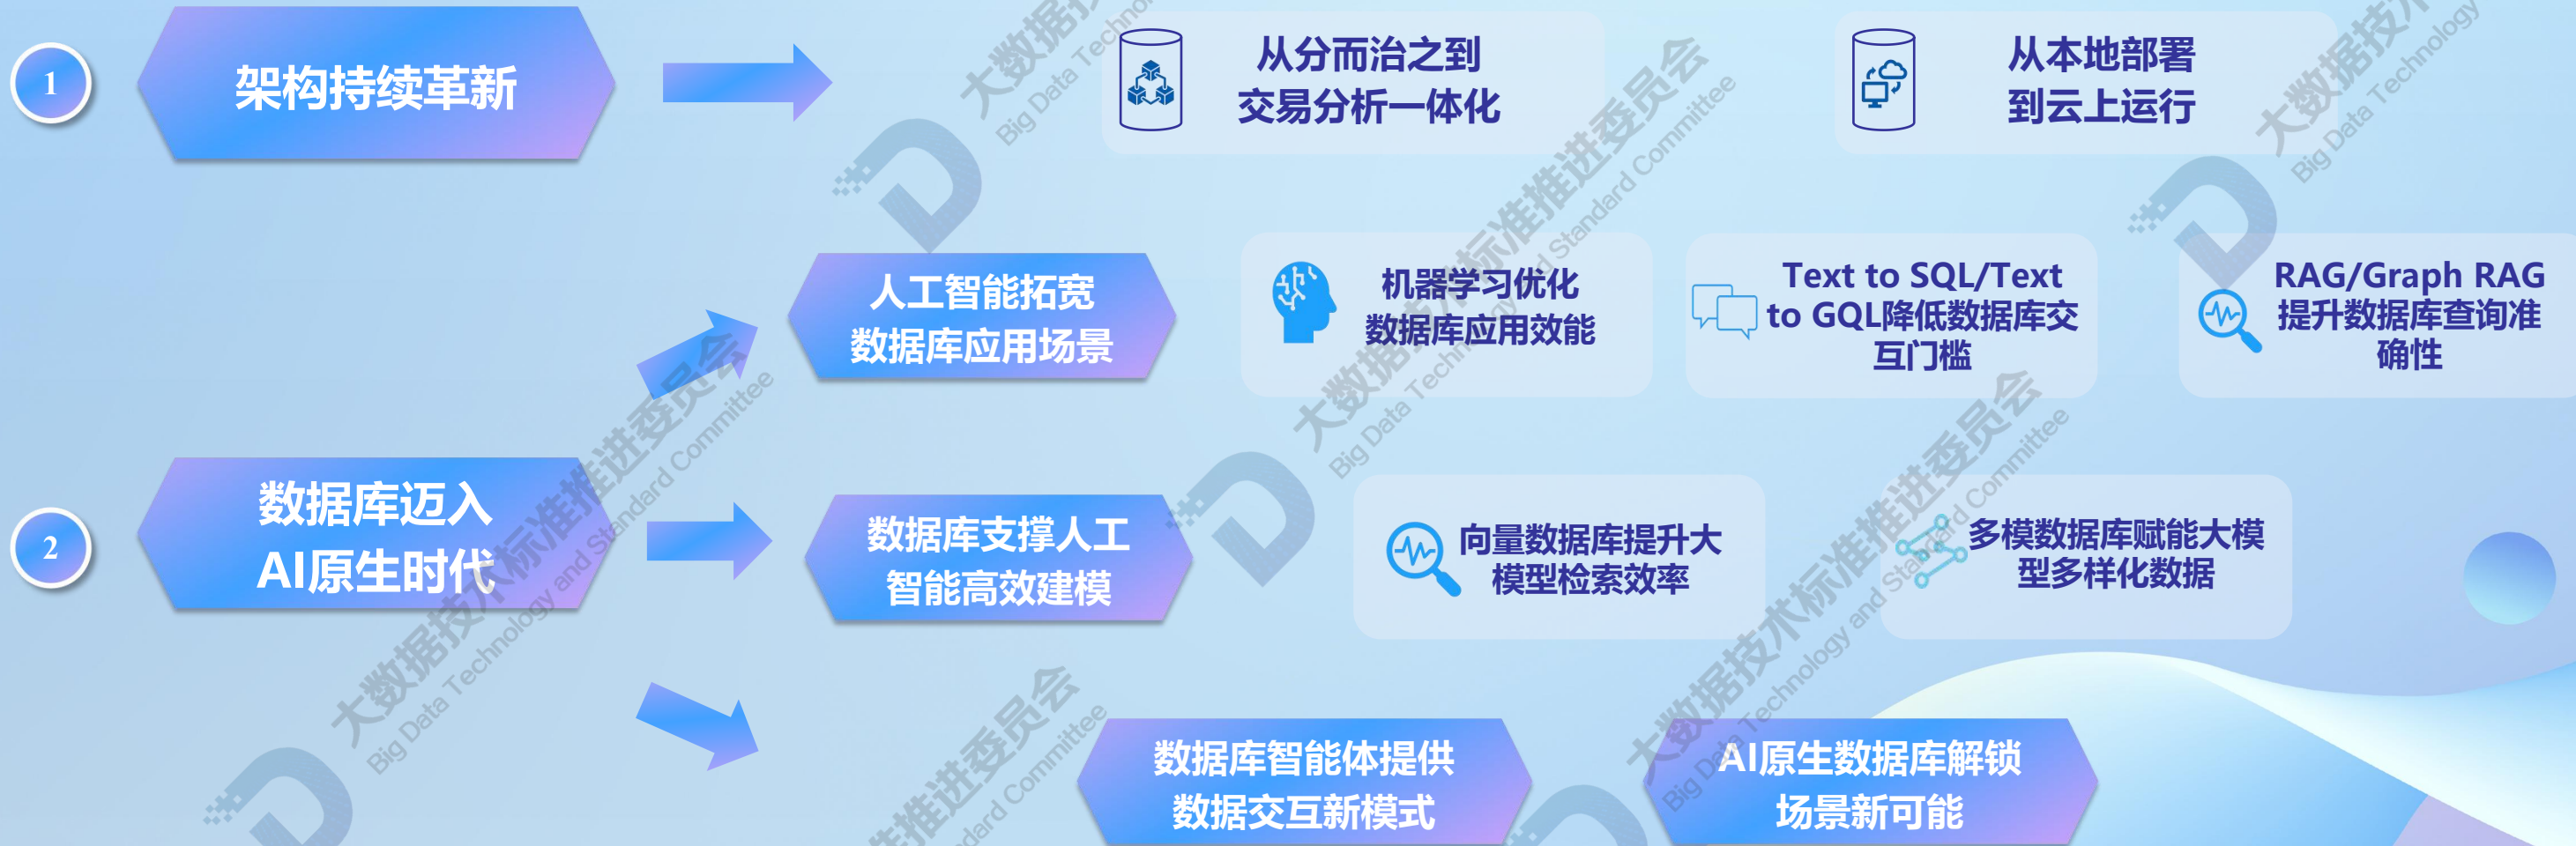 1
架构持续革新
从分而治之到
交易分析一体化
从本地部署
到云上运行
人工智能拓宽
数据库应用场景
机器学习优化
数据库应用效能
Text to SQL/Text
to GQL降低数据库交
互门槛
RAG/Graph RAG
提升数据库查询准
确性
2
数据库迈入
AI原生时代
数据库支撑人工
智能高效建模
向量数据库提升大
模型检索效率
多模数据库赋能大模
型多样化数据
数据库智能体提供
数据交互新模式
AI原生数据库解锁
场景新可能
大数据技术标准推进委员会
Big Data Technology and Standard Committee